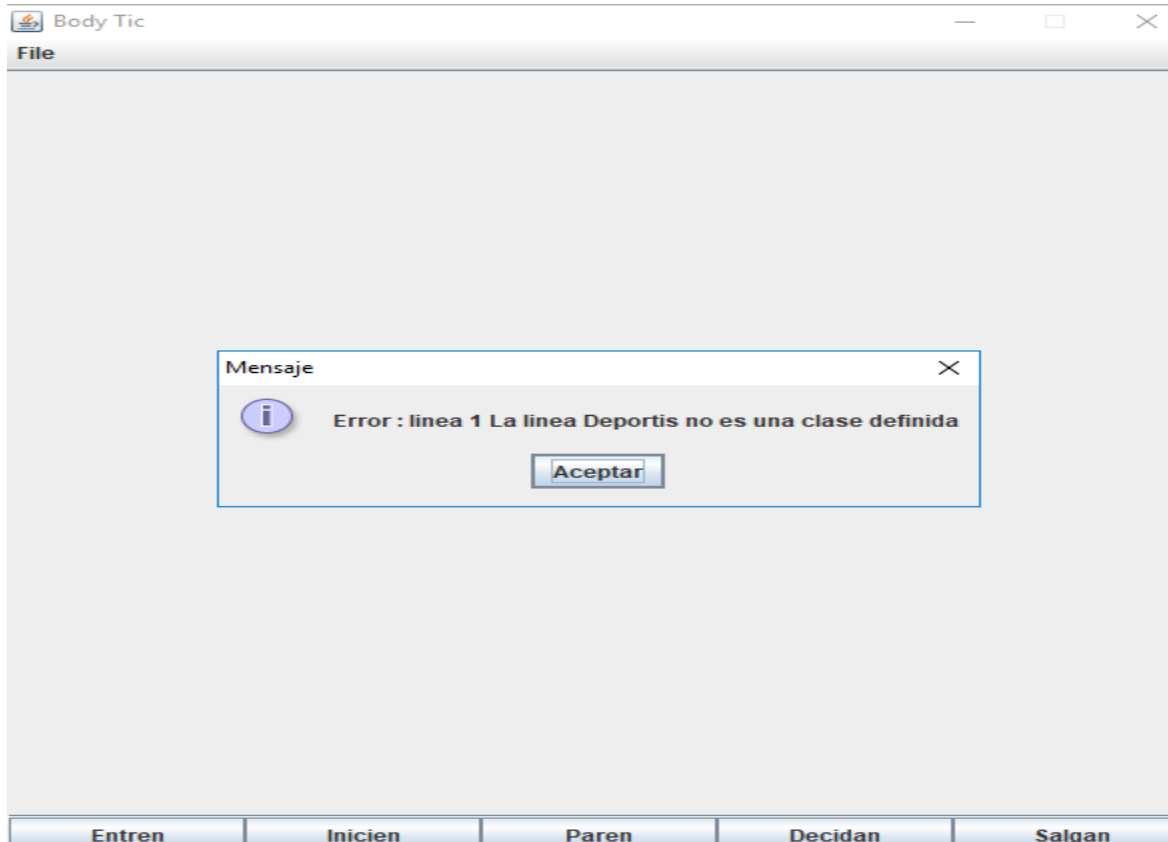 Body Tic
File
Mensaje
Error : linea 1 La linea Deportis no es una clase definida
Aceptar
Entren Inicien Paren Decidan Salgan